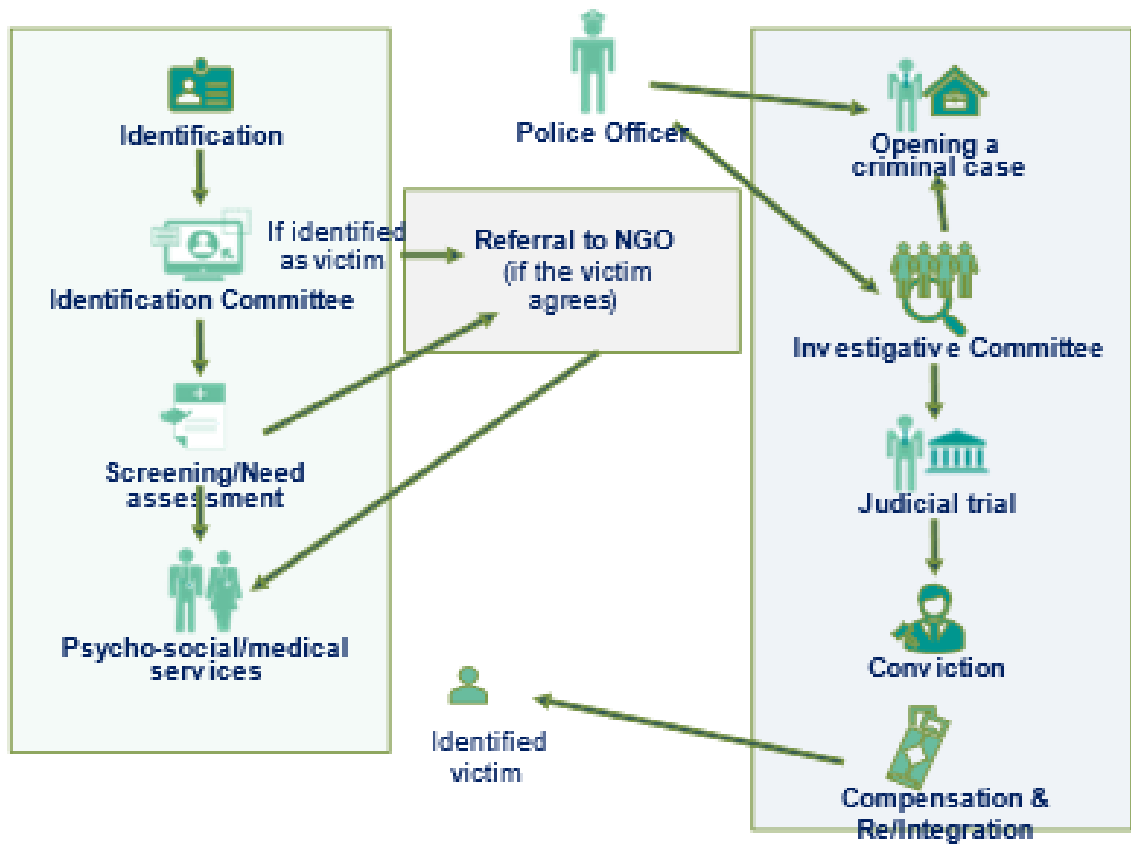 Identification
If identified
as victim
Identification Committee
Screening/Need
assessment
Psycho-social/medical
services
Police Officer
Referral to NGO
(if the victim
agrees)
Identified
victim
Opening a
criminal case
Investigative Committee
Judicial trial
Conviction
Compensation &
Re/Integration